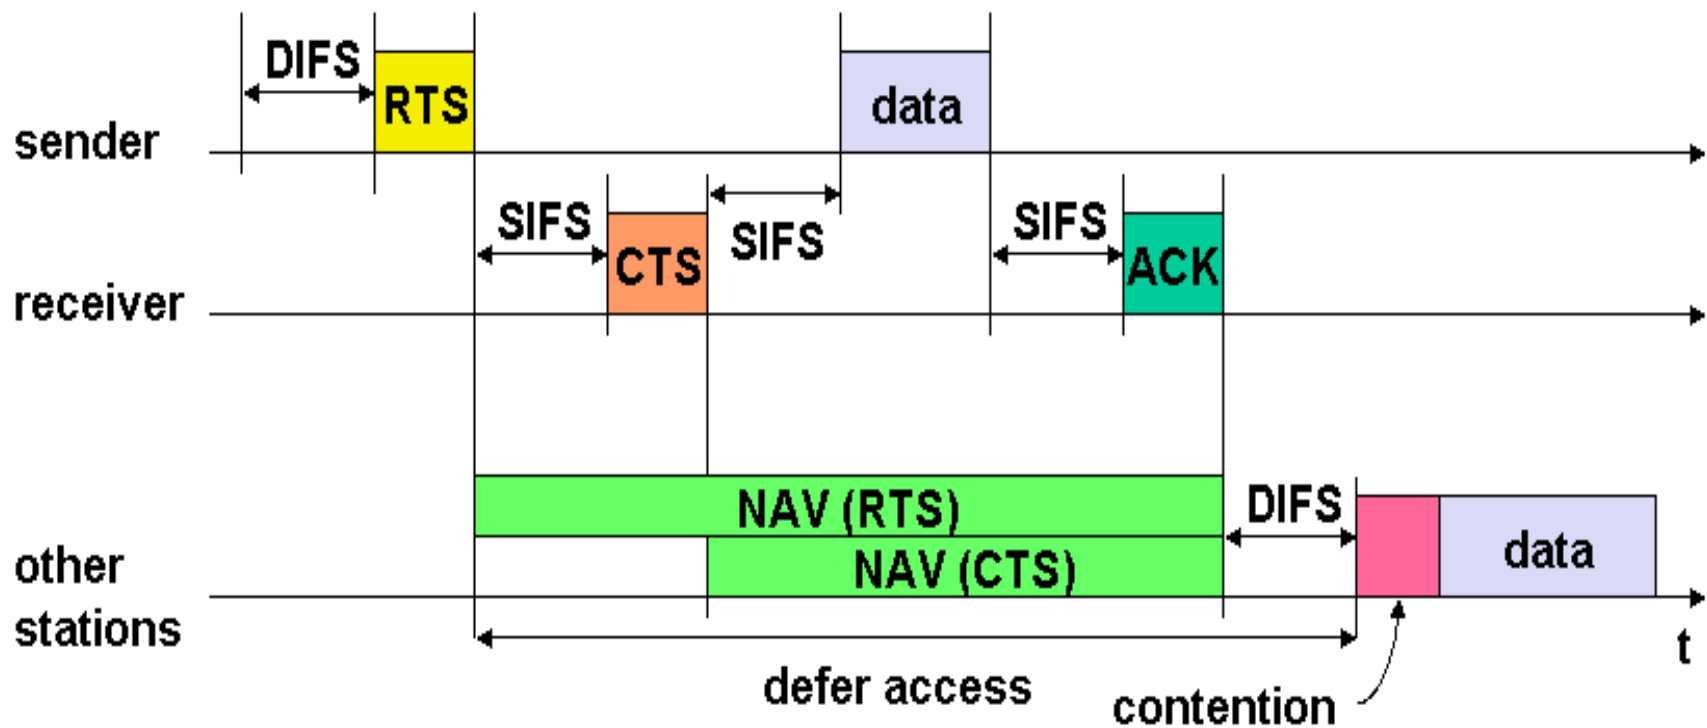 DIFS
RTS
data
sender
SIFS
CTS
SIFS
SIFS
ACK
receiver
NAV (RTS)
DIFS
NAV (CTS)
data
other
stations
t
defer access
contention